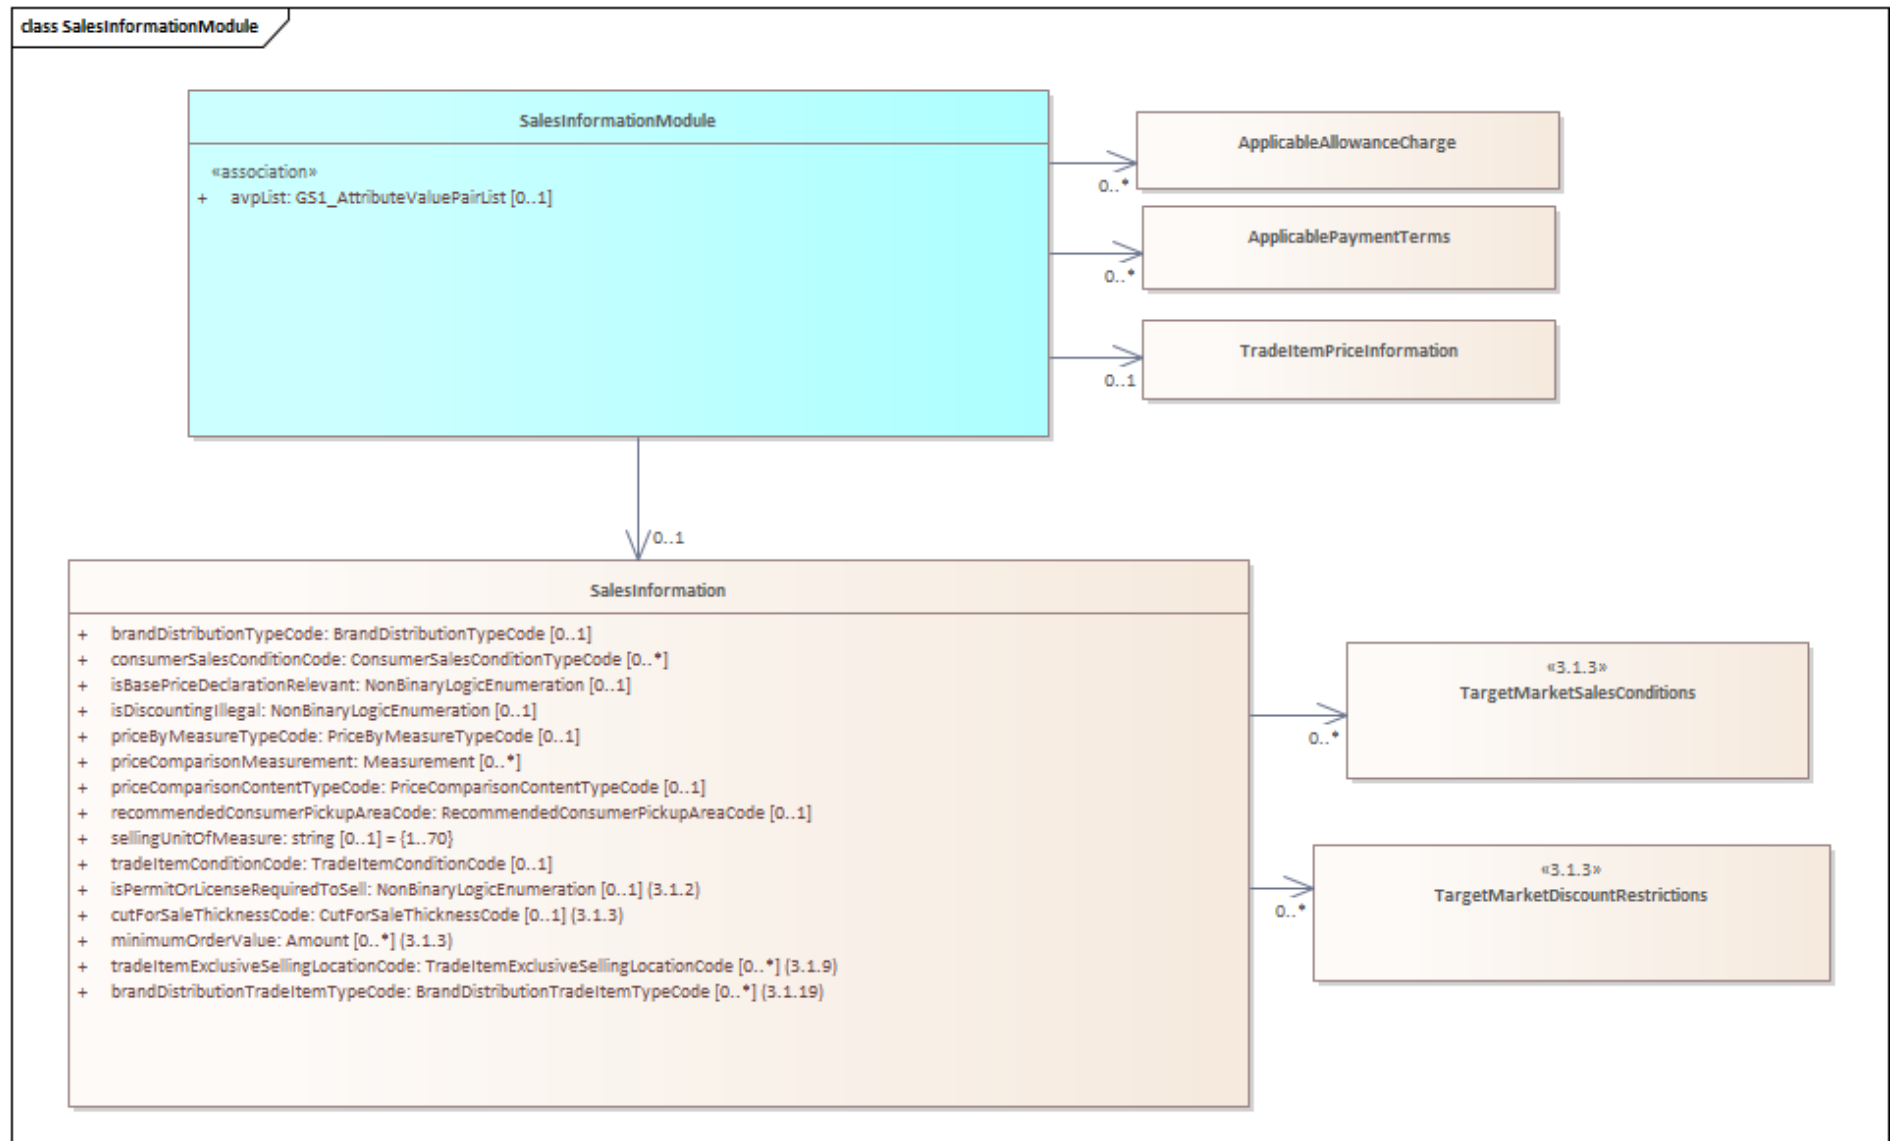 class SalesInformationModule
SalesInformationModule
«association»
+ avpList: GS1_AttributeValuePairList [0..1]
ApplicableAllowanceCharge
0..*
ApplicablePaymentTerms
0..*
TradeItemPriceInformation
0..1
0..1
SalesInformation
+ brandDistributionTypeCode: BrandDistributionTypeCode [0..1]
+ consumerSalesConditionCode: ConsumerSalesConditionTypeCode [0..*]
+ isBasePriceDeclarationRelevant: NonBinaryLogicEnumeration [0..1]
+ isDiscountingIllegal: NonBinaryLogicEnumeration [0..1]
+ priceByMeasureTypeCode: PriceByMeasureTypeCode [0..1]
+ priceComparisonMeasurement: Measurement [0..*]
+ priceComparisonContentTypeCode: PriceComparisonContentTypeCode [0..1]
+ recommendedConsumerPickupAreaCode: RecommendedConsumerPickupAreaCode [0..1]
+ sellingUnitOfMeasure: string [0..1] = {1..70}
+ tradeItemConditionCode: TradeItemConditionCode [0..1]
+ isPermitOrLicenseRequiredToSell: NonBinaryLogicEnumeration [0..1] (3.1.2)
+ cutForSaleThicknessCode: CutForSaleThicknessCode [0..1] (3.1.3)
+ minimumOrderValue: Amount [0..*] (3.1.3)
+ tradeItemExclusiveSellingLocationCode: TradeItemExclusiveSellingLocationCode [0..*] (3.1.9)
+ brandDistributionTradeItemTypeCode: BrandDistributionTradeItemTypeCode [0..*] (3.1.19)
«3.1.3»
TargetMarketSalesConditions
0..*
«3.1.3»
TargetMarketDiscountRestrictions
0..*